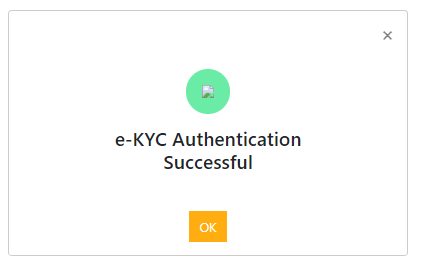 ×
e-KYC Authentication
Successful
OK